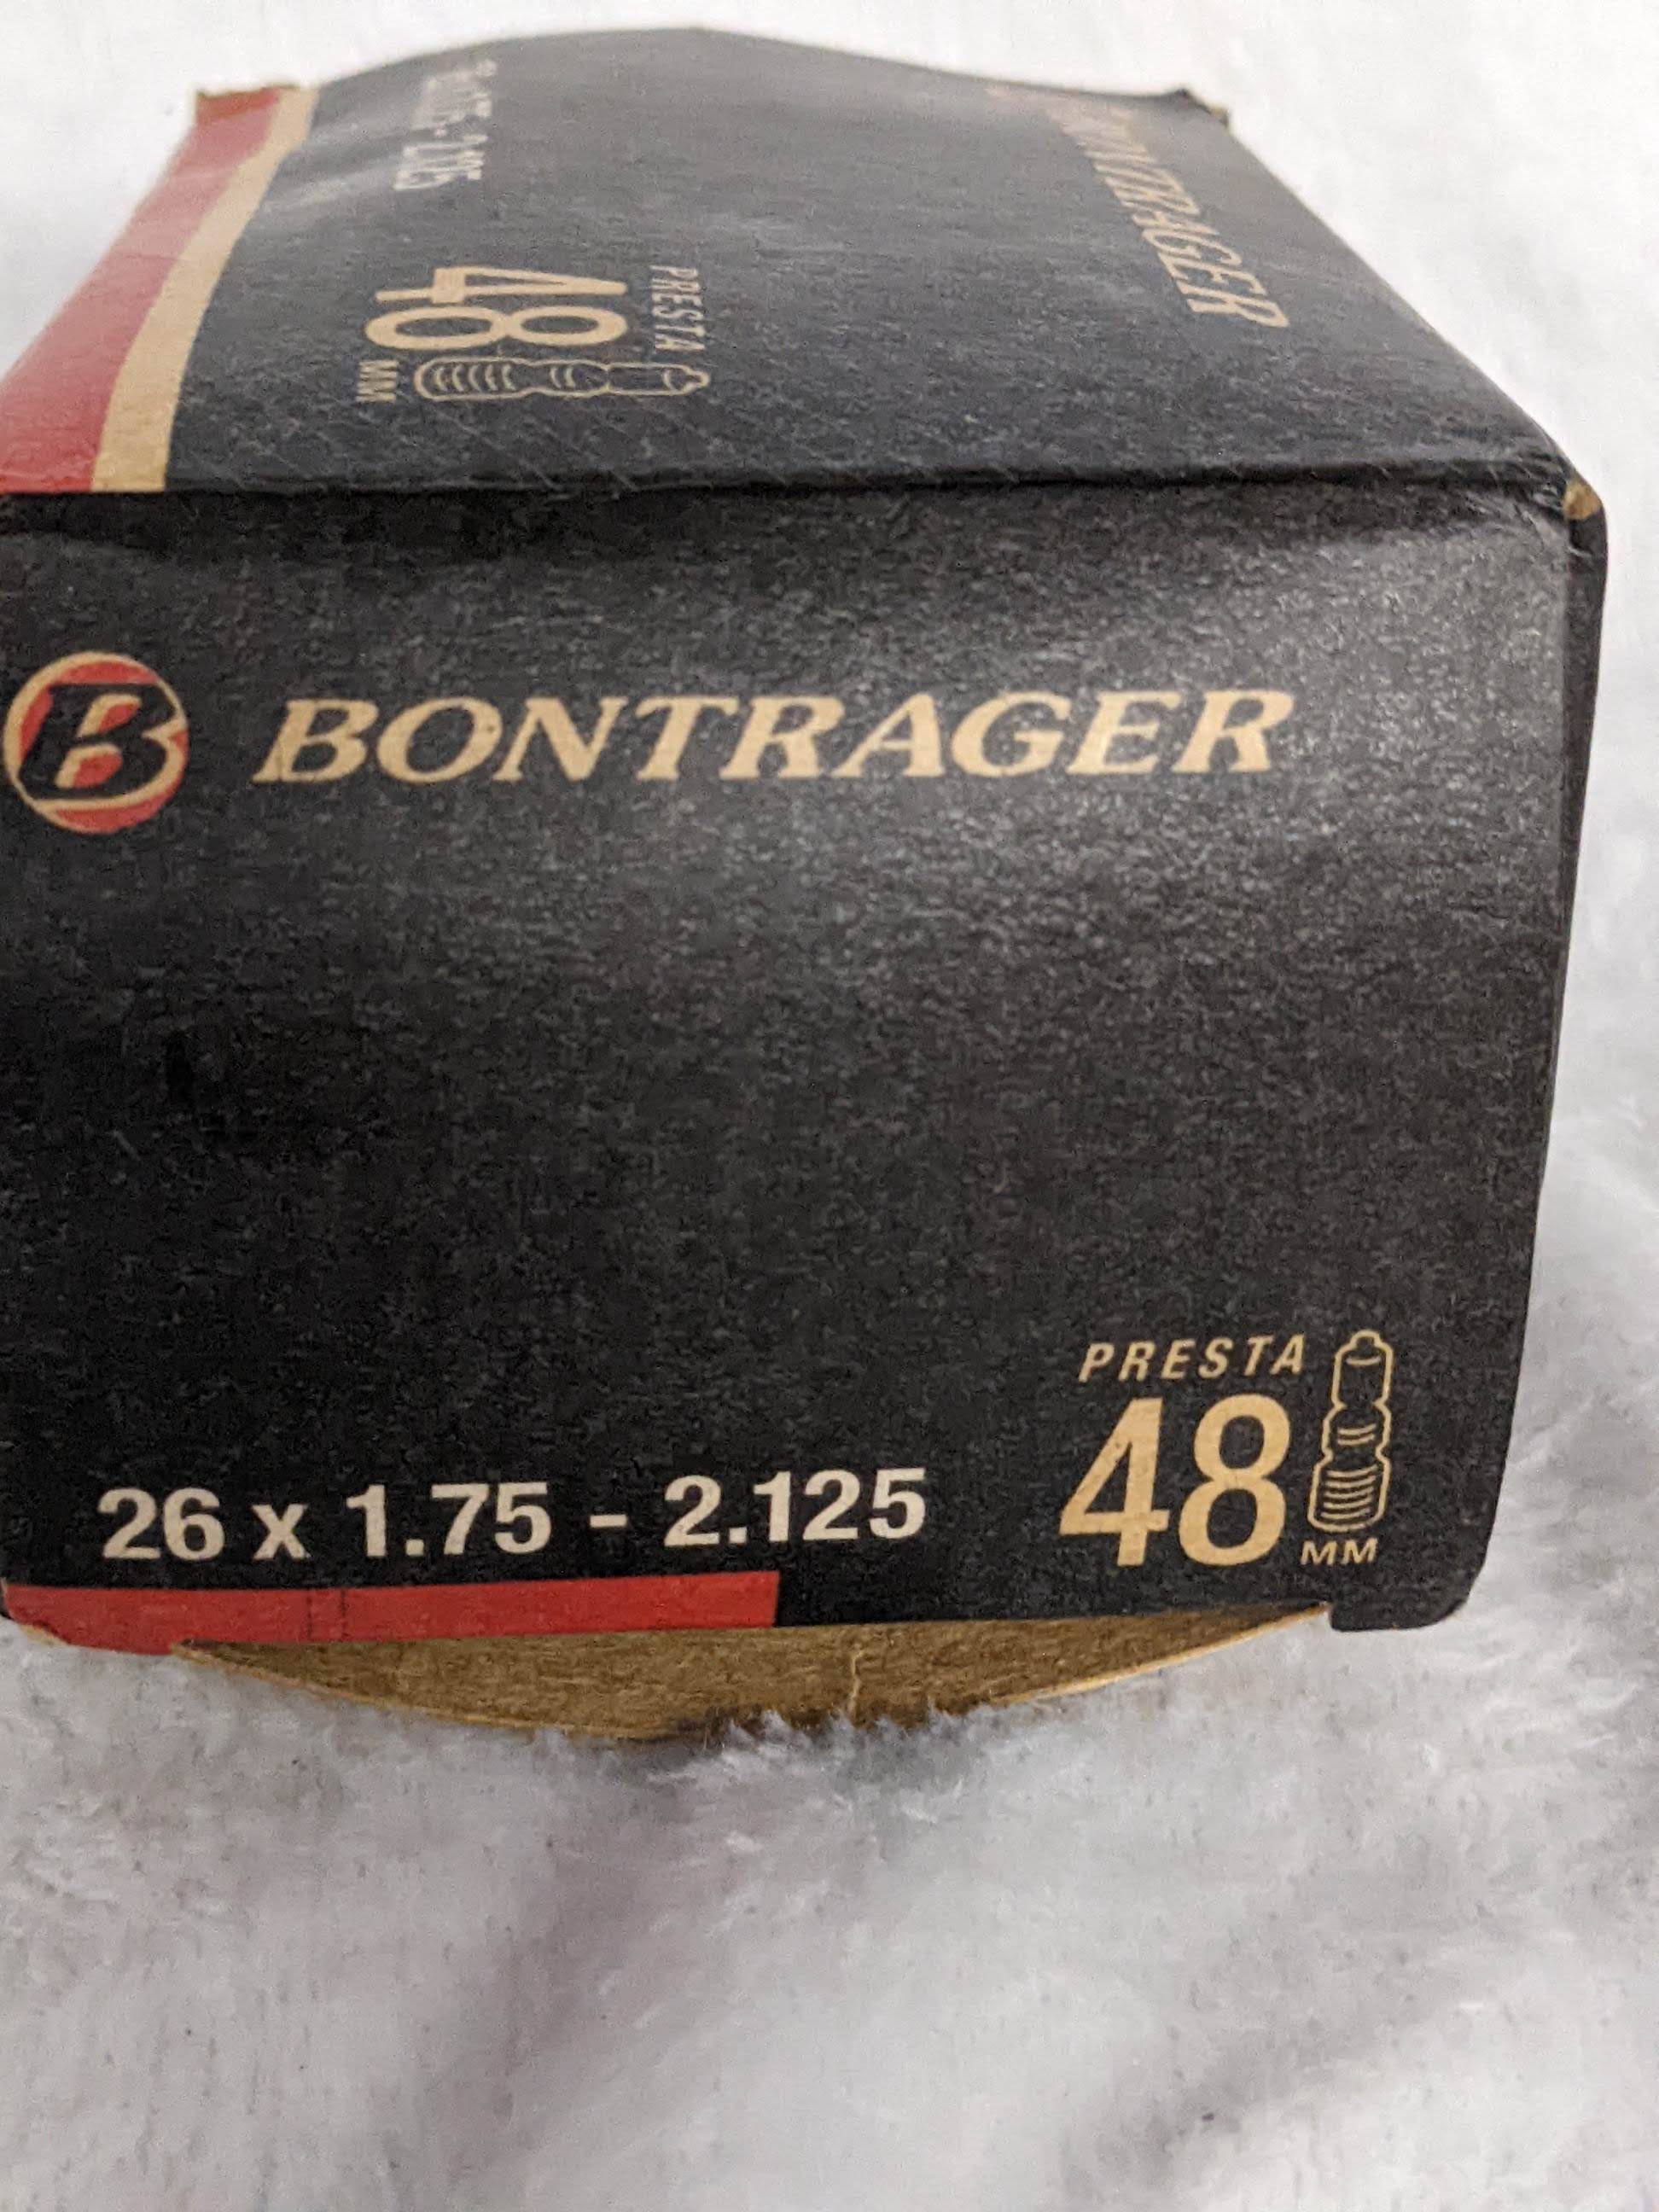 PRESTA
48
MM
BONTRAGER
B BONTRAGER
PRESTA
48
MM
26 x 1.75 - 2.125